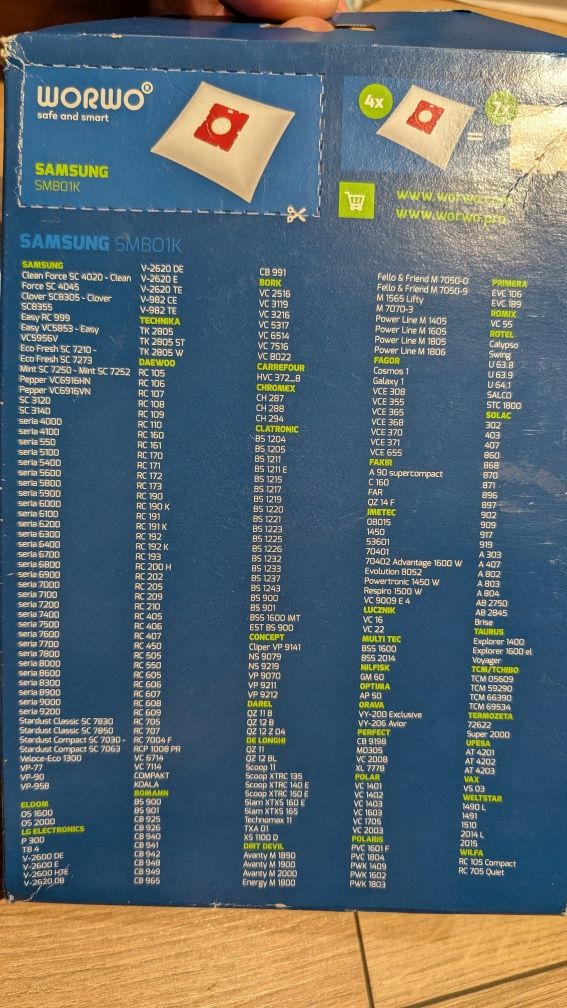 WORWO®
safe and smart
SAMSUNG
SMB01K
4x
=
7x
www.worwo.com
www.worwo.pro
SAMSUNG SMB01K
SAMSUNG
Clean Force SC 4020 - Clean
Force SC 4045
Clover SC8305 - Clover
SC8355
Easy RC 999
Easy VC5853 - Easy
VC5956V
Eco Fresh SC 7210 -
Eco Fresh SC 7273
Mint SC 7250 - Mint SC 7252
Pepper VC6916HN
Pepper VC6916VN
SC 3120
SC 3140
seria 4000
seria 4100
seria 550
seria 5100
seria 5400
seria 5600
seria 5800
seria 5900
seria 6000
seria 6100
seria 6200
seria 6300
seria 6400
seria 6700
seria 6800
seria 6900
seria 7000
seria 7100
seria 7200
seria 7400
seria 7500
seria 7600
seria 7700
seria 7800
seria 8000
seria 8600
seria 8300
seria 8900
seria 9000
seria 9200
Stardust Classic SC 7830
Stardust Classic SC 7850
Stardust Compact SC 7030 -
Stardust Compact SC 7063
Veloce-Eco 1300
VP-77
VP-90
VP-95B
ELDOM
OS 1600
OS 2000
LG ELECTRONICS
P 300
TB 4
V-2600 DE
V-2600 E
V-2600 HTE
V-2620 DB
V-2620 DE
V-2620 E
V-2620 TE
V-982 CE
V-982 TE
TECHNIKA
TK 2805
TK 2805 ST
TK 2805 W
DAEWOO
RC 105
RC 106
RC 107
RC 108
RC 109
RC 110
RC 160
RC 161
RC 170
RC 171
RC 172
RC 173
RC 190
RC 190 K
RC 191
RC 191 K
RC 192
RC 192 K
RC 193
RC 200 H
RC 202
RC 205
RC 209
RC 210
RC 405
RC 406
RC 407
RC 450
RC 505
RC 550
RC 605
RC 606
RC 607
RC 608
RC 609
RC 705
RC 707
RC 7004 F
RCP 1008 PR
VC 6714
VC 7114
KOMPAKT
KOALA
BOMANN
BS 900
BS 901
CB 925
CB 926
CB 940
CB 941
CB 942
CB 948
CB 949
CB 965
CB 991
BORK
VC 2516
VC 3119
VC 3216
VC 5317
VC 6514
VC 7516
VC 8022
CARREFOUR
HVC 372_8
CHROMEX
CH 287
CH 288
CH 294
CLATRONIC
BS 1204
BS 1205
BS 1211
BS 1211 E
BS 1215
BS 1217
BS 1219
BS 1220
BS 1221
BS 1223
BS 1225
BS 1226
BS 1232
BS 1233
BS 1237
BS 1243
BS 900
BS 901
BSS 1600 IMT
EST BS 900
CONCEPT
Cliper VP 9141
NS 9079
NS 9219
VP 9070
VP 9211
VP 9212
DAREL
QZ 11 B
QZ 12 B
QZ 12 Z 04
DE LONGHI
QZ 11
QZ 12 BL
Scoop 11
Scoop XTRC 135
Scoop XTRC 140 E
Scoop XTRC 150 E
Slam XTXS 160 E
Slam XTXS 165
Technomax 11
TXA 01
XS 1100 D
DIRT DEVIL
Avanty M 1890
Avanty M 1900
Avanty M 2000
Energy M 1800
Fello & Friend M 7050-0
Fello & Friend M 7050-9
M 1565 Lifty
M 7070-3
Power Line M 1405
Power Line M 1605
Power Line M 1805
Power Line M 1806
FAGOR
Cosmos 1
Galaxy 1
VCE 308
VCE 355
VCE 365
VCE 368
VCE 370
VCE 371
VCE 655
FAKIR
A 90 supercompact
C 160
FAR
QZ 14 F
IMETEC
08015
1450
53601
70401
70402 Advantage 1600 W
Evolution 8052
Powertronic 1450 W
Respiro 1500 W
VC 9009 E 4
LUCZNIK
VC 16
VC 22
MULTI TEC
BSS 1600
BSS 2014
NILFISK
GM 60
OPTIMA
AP 50
ORAVA
VY-200 Exclusive
VY-206 Avior
PERFECT
CB 9198
MO305
VC 2008
XL 7778
POLAR
VC 1401
VC 1402
VC 1403
VC 1603
VC 1705
VC 2003
POLARIS
PVC 1601 F
PVC 1804
PWK 1409
PWK 1602
PWK 1803
PRIMERA
EVC 106
EVC 189
ROMIX
VC 55
ROTEL
Calypso
Swing
U 63.8
U 63.9
U 64.1
SALCO
STC 1800
SOLAC
302
403
407
860
868
870
871
896
897
902
909
917
919
A 303
A 407
A 802
A 803
A 804
AB 2750
AB 2845
Brise
TAURUS
Explorer 1400
Explorer 1600 el
Voyager
TCM/TCHIBO
TCM 05609
TCM 59290
TCM 66390
TCM 69534
TERMOZETA
72622
Super 2000
UFESA
AT 4201
AT 4202
AT 4203
VAX
VS 03
WELTSTAR
1490 L
1491
1510
2014 L
2015
WILFA
RC 105 Compact
RC 705 Quiet